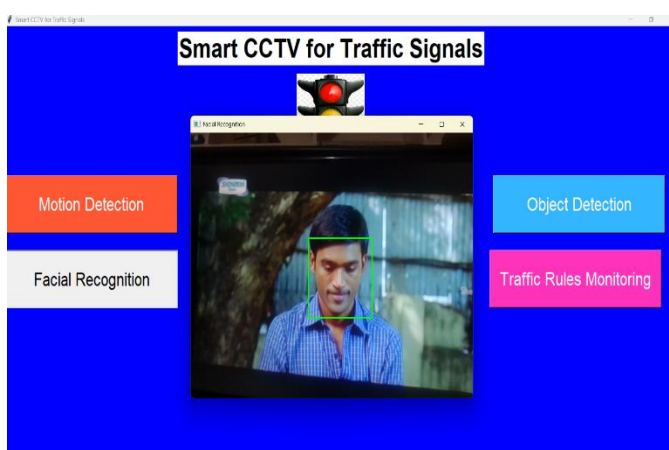 Smart CCTV for Traffic Signals
Smart CCTV for Traffic Signals
Facial Recognition
Motion Detection
Object Detection
Facial Recognition
Traffic Rules Monitoring